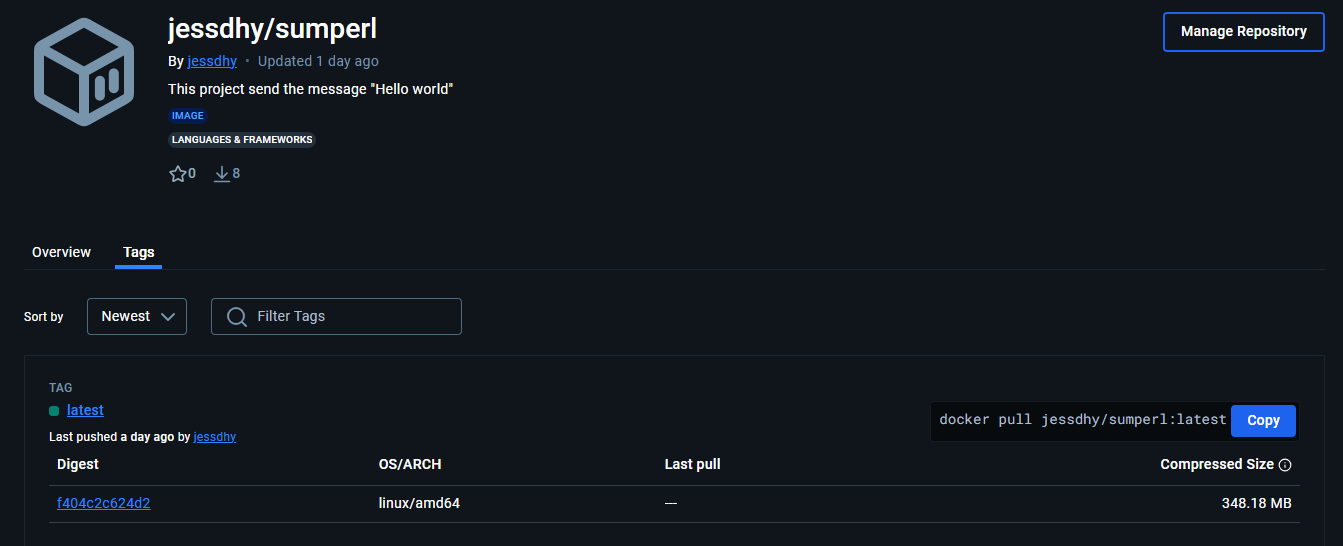 jessdhy/sumperl
Manage Repository
By jessdhy • Updated 1 day ago
This project send the message "Hello world"
IMAGE
LANGUAGES & FRAMEWORKS
0 8
Overview Tags
Sort by Newest Filter Tags
TAG
latest
docker pull jessdhy/sumperl:latest Copy
Last pushed a day ago by jessdhy
Digest OS/ARCH Last pull Compressed Size
f404c2c624d2 linux/amd64 --- 348.18 MB